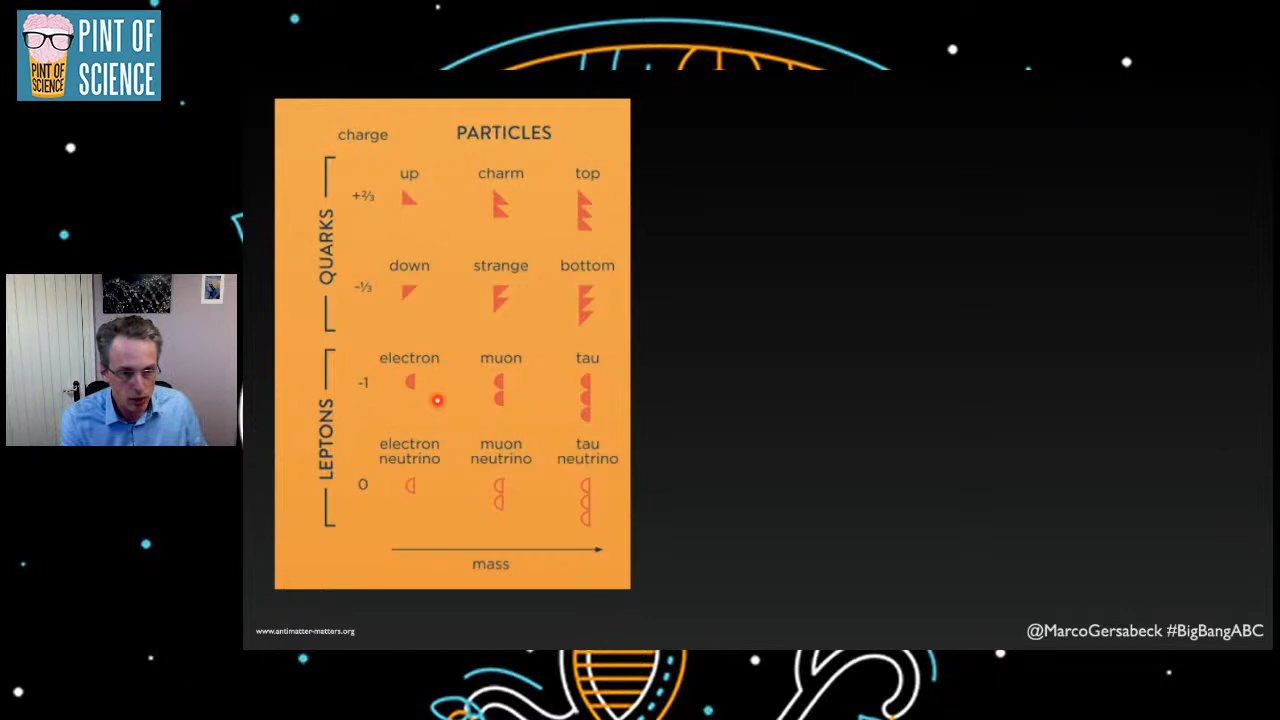 PINT OF
SCIENCE
PINT OF
SCIENCE
charge
PARTICLES
QUARKS
up charm top
+⅔
down strange bottom
-⅓
LEPTONS
electron muon tau
-1
electron muon tau
neutrino neutrino neutrino
0
mass
www.antimatter-matters.org
@MarcoGersabeck #BigBangABC